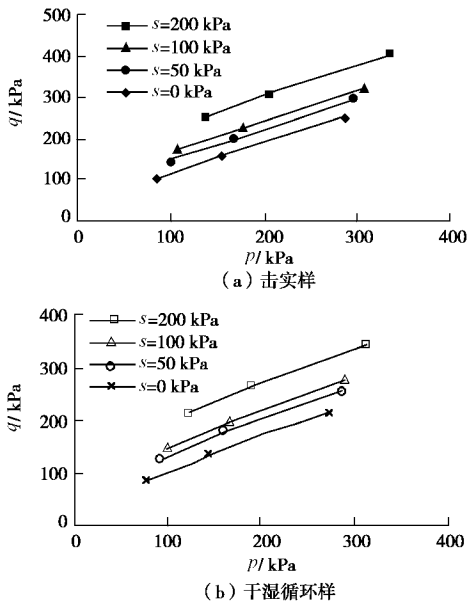 500
400
300
200
100
0
q/ kPa
s=200 kPa
s=100 kPa
s=50 kPa
s=0 kPa
100 200 300 400
p/ kPa
（a）击实样
400
300
200
100
0
q/ kPa
s=200 kPa
s=100 kPa
s=50 kPa
s=0 kPa
0 100 200 300 400
p/ kPa
（b）干湿循环样